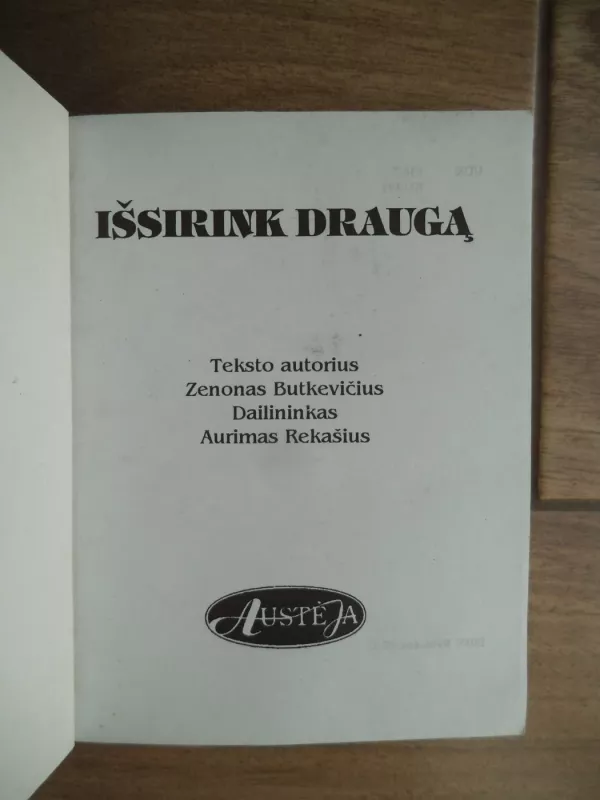 IŠSIRINK DRAUGĄ
Teksto autorius
Zenonas Butkevičius
Dailininkas
Aurimas Rekašius
AUSTĖJA